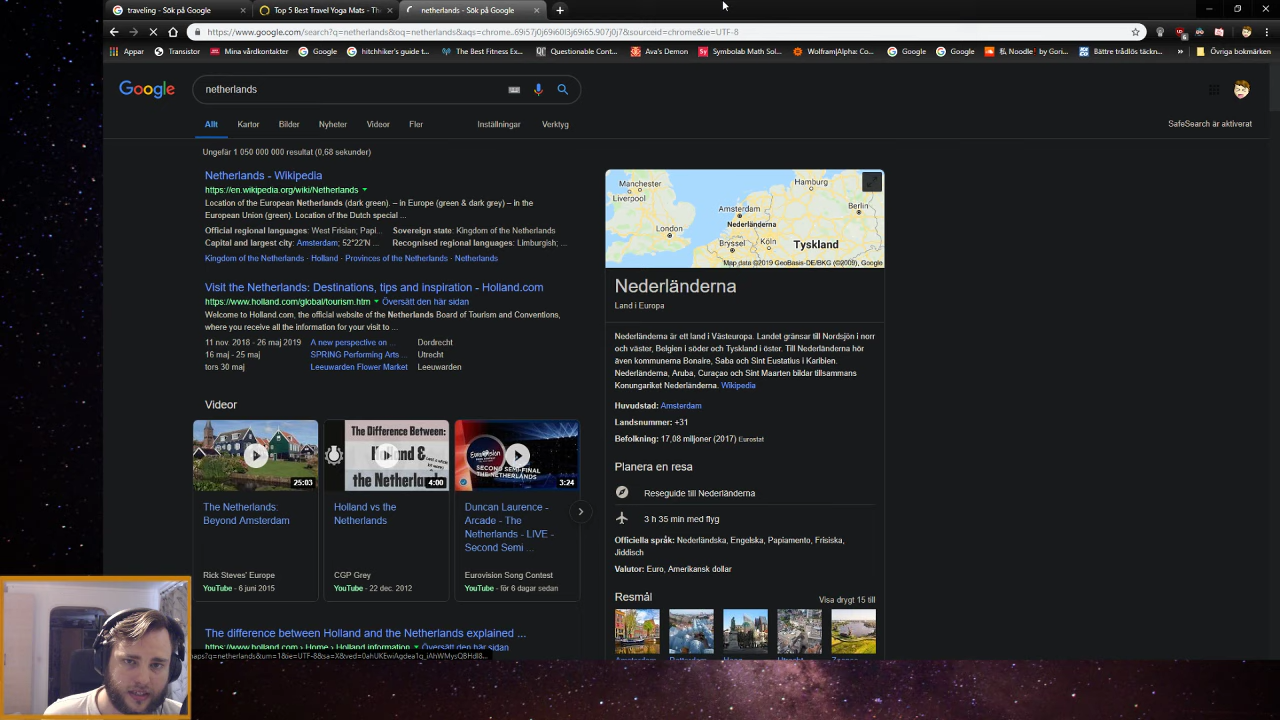 traveling - Sök på Google
Top 5 Best Travel Yoga Mats - The
netherlands - Sök på Google
https://www.google.com/search?q=netherlands&oq=netherlands&aqs=chrome..69i57j0j69i60l3j69i65.907j0j9&sourceid=chrome&ie=UTF-8
Appar
Transistor
Mina vårdkontakter
Google
hitchhiker's guide t...
The Best Fitness Ex...
Questionable Cont...
Ava's Demon
Symbolab Math Sol...
Wolfram|Alpha: Co...
Google
Google
Noodle' by Gori...
Bättre trådlös täckn...
Övriga bokmärken
Google
netherlands
Allt Kartor Bilder Nyheter Videor Fler Inställningar Verktyg
SafeSearch är aktiverat
Ungefär 1 050 000 000 resultat (0,68 sekunder)
Netherlands - Wikipedia
https://en.wikipedia.org/wiki/Netherlands
Location of the European Netherlands (dark green). – in Europe (green & dark grey) – in the
European Union (green). Location of the Dutch special ...
Official regional languages: West Frisian; Papi... Sovereign state: Kingdom of the Netherlands
Capital and largest city: Amsterdam; 52°22′N ... Recognised regional languages: Limburgish; ...
Kingdom of the Netherlands · Holland · Provinces of the Netherlands · Netherlands
Visit the Netherlands: Destinations, tips and inspiration - Holland.com
https://www.holland.com/global/tourism.htm Översätt den här sidan
Welcome to Holland.com, the official website of the Netherlands Board of Tourism and Conventions,
where you receive all the information for your visit to ...
11 nov. 2018 - 26 maj 2019 A new perspective on ... Dordrecht
16 maj - 25 maj SPRING Performing Arts ... Utrecht
tors 30 maj Leeuwarden Flower Market Leeuwarden
Videor
25:03
The Netherlands:
Beyond Amsterdam
Rick Steves' Europe
YouTube - 6 juni 2015
The Difference Between:
Holland &
the Netherlands
4:00
Holland vs the
Netherlands
CGP Grey
YouTube - 22 dec. 2012
EUROVISION
SECOND SEMI-FINAL
THE NETHERLANDS
3:24
Duncan Laurence -
Arcade - The
Netherlands - LIVE -
Second Semi ...
Eurovision Song Contest
YouTube - för 6 dagar sedan
The difference between Holland and the Netherlands explained ...
https://www.holland.com › Home › Holland information Översätt den här sidan
Manchester
Liverpool
London
Hamburg
Amsterdam
Berlin
Nederländerna
Bryssel
Köln
Tyskland
Map data ©2019 GeoBasis-DE/BKG (©2009), Google
Nederländerna
Land i Europa
Nederländerna är ett land i Västeuropa. Landet gränsar till Nordsjön i norr
och väster, Belgien i söder och Tyskland i öster. Till Nederländerna hör
även kommunerna Bonaire, Saba och Sint Eustatius i Karibien.
Nederländerna, Aruba, Curaçao och Sint Maarten bildar tillsammans
Konungariket Nederländerna. Wikipedia
Huvudstad: Amsterdam
Landsnummer: +31
Befolkning: 17,08 miljoner (2017) Eurostat
Planera en resa
Reseguide till Nederländerna
3 h 35 min med flyg
Officiella språk: Nederländska, Engelska, Papiamento, Frisiska,
Jiddisch
Valutor: Euro, Amerikansk dollar
Resmål
Visa drygt 15 till